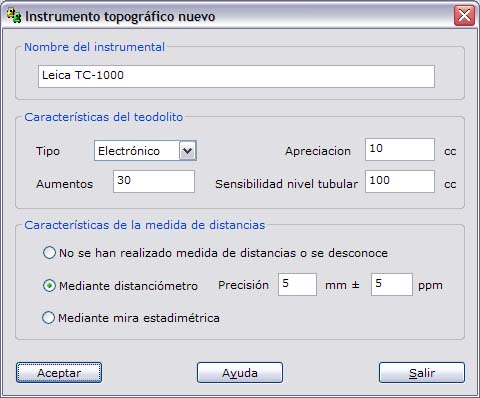 Instrumento topográfico nuevo
Nombre del instrumental
Leica TC-1000
Características del teodolito
Tipo Electrónico Apreciacion 10 cc
Aumentos 30 Sensibilidad nivel tubular 100 cc
Características de la medida de distancias
No se han realizado medida de distancias o se desconoce
Mediante distanciómetro Precisión 5 mm ± 5 ppm
Mediante mira estadimétrica
Aceptar Ayuda Salir